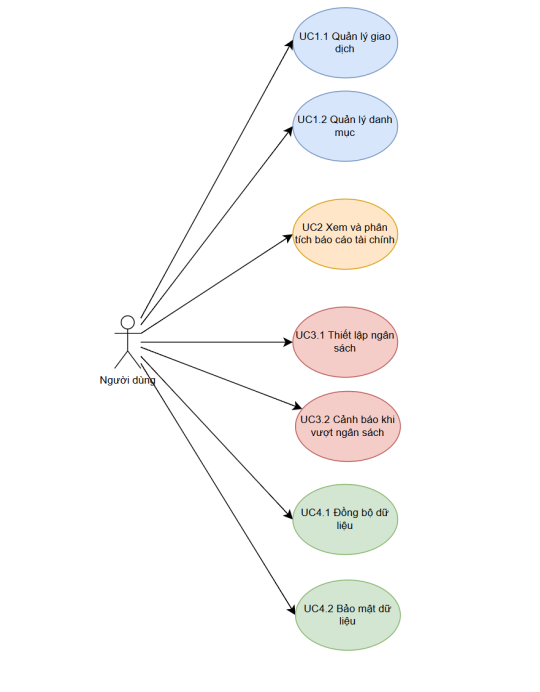 UC1.1 Quản lý giao
dịch
UC1.2 Quản lý danh
mục
UC2 Xem và phân
tích bảo cáo tài chính
UC3.1 Thiết lập ngân
sách
Người dùng
UC3.2 Cảnh báo khi
vượt ngân sách
UC4.1 Đồng bộ dữ
liệu
UC4.2 Bảo mật dữ
liệu